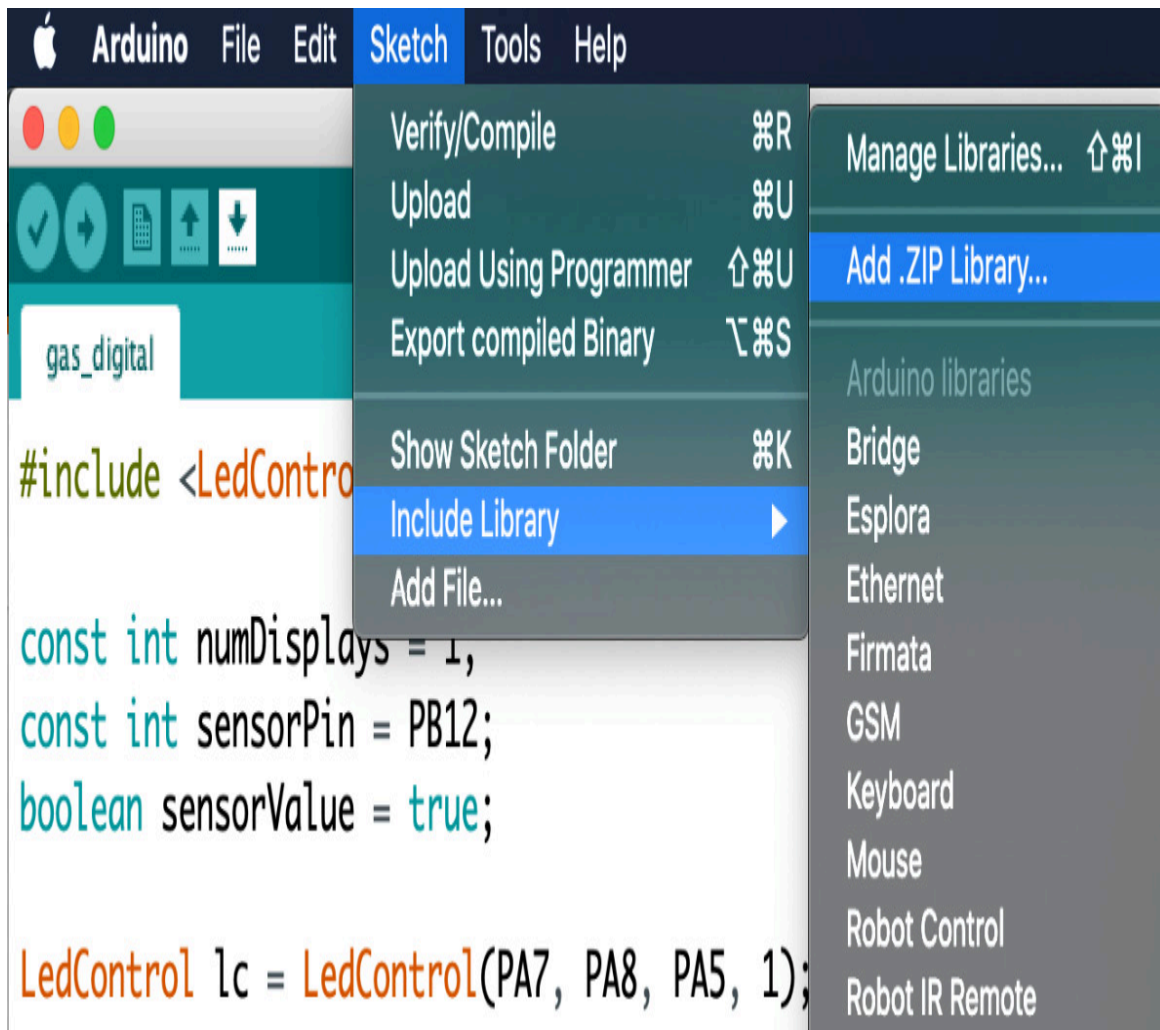 Arduino File Edit Sketch Tools Help
Verify/Compile ⌘R
Upload ⌘U
Upload Using Programmer ⇧⌘U
Export compiled Binary ⌥⌘S
Show Sketch Folder ⌘K
Include Library
Add File...
Manage Libraries... ⇧⌘I
Add .ZIP Library...
Arduino libraries
Bridge
Esplora
Ethernet
Firmata
GSM
Keyboard
Mouse
Robot Control
Robot IR Remote
gas_digital
#include <LedContro
const int numDisplays = 1;
const int sensorPin = PB12;
boolean sensorValue = true;
LedControl lc = LedControl(PA7, PA8, PA5, 1);